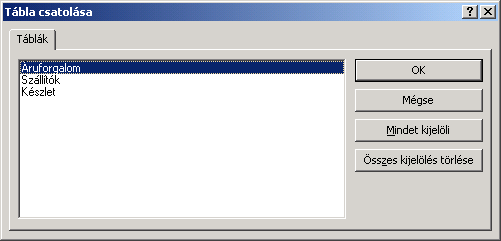 Tábla csatolása
Táblák
Áruforgalom
Szállítók
Készlet
OK
Mégse
Mindet kijelöli
Összes kijelölés törlése